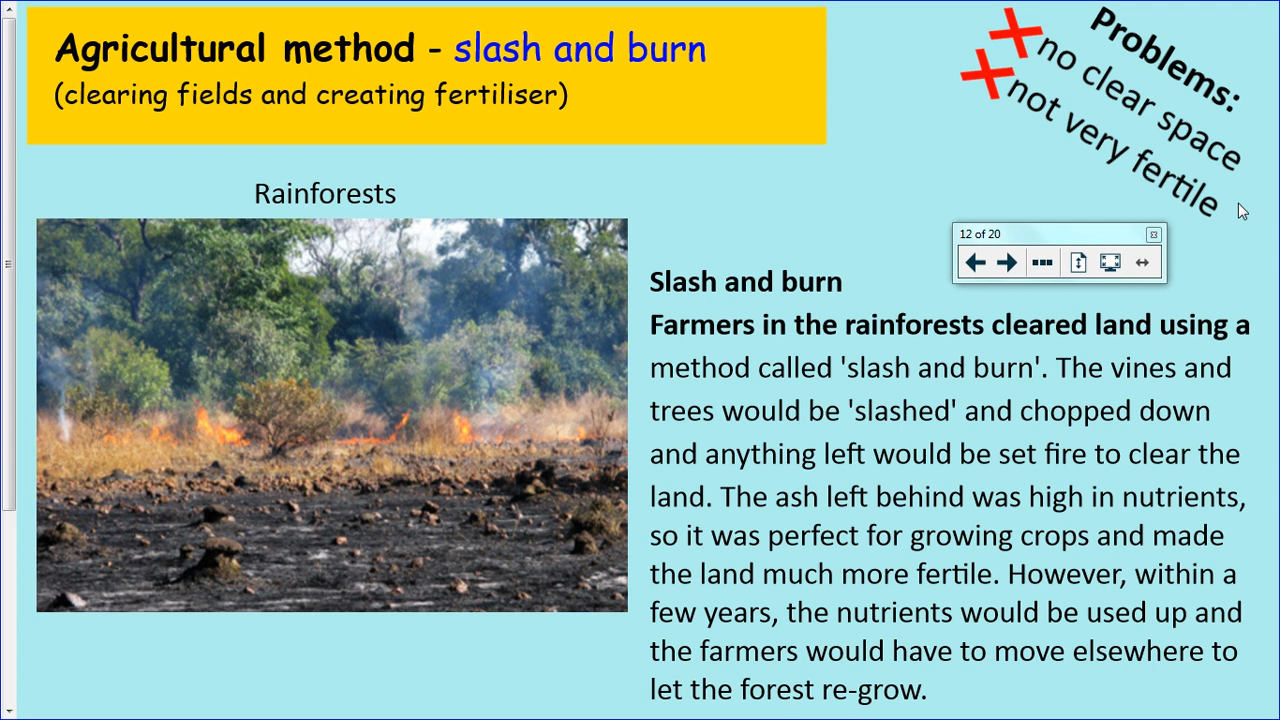 Agricultural method - slash and burn
(clearing fields and creating fertiliser)
Problems:
no clear space
not very fertile
Rainforests
12 of 20
Slash and burn
Farmers in the rainforests cleared land using a
method called 'slash and burn'. The vines and
trees would be 'slashed' and chopped down
and anything left would be set fire to clear the
land. The ash left behind was high in nutrients,
so it was perfect for growing crops and made
the land much more fertile. However, within a
few years, the nutrients would be used up and
the farmers would have to move elsewhere to
let the forest re-grow.